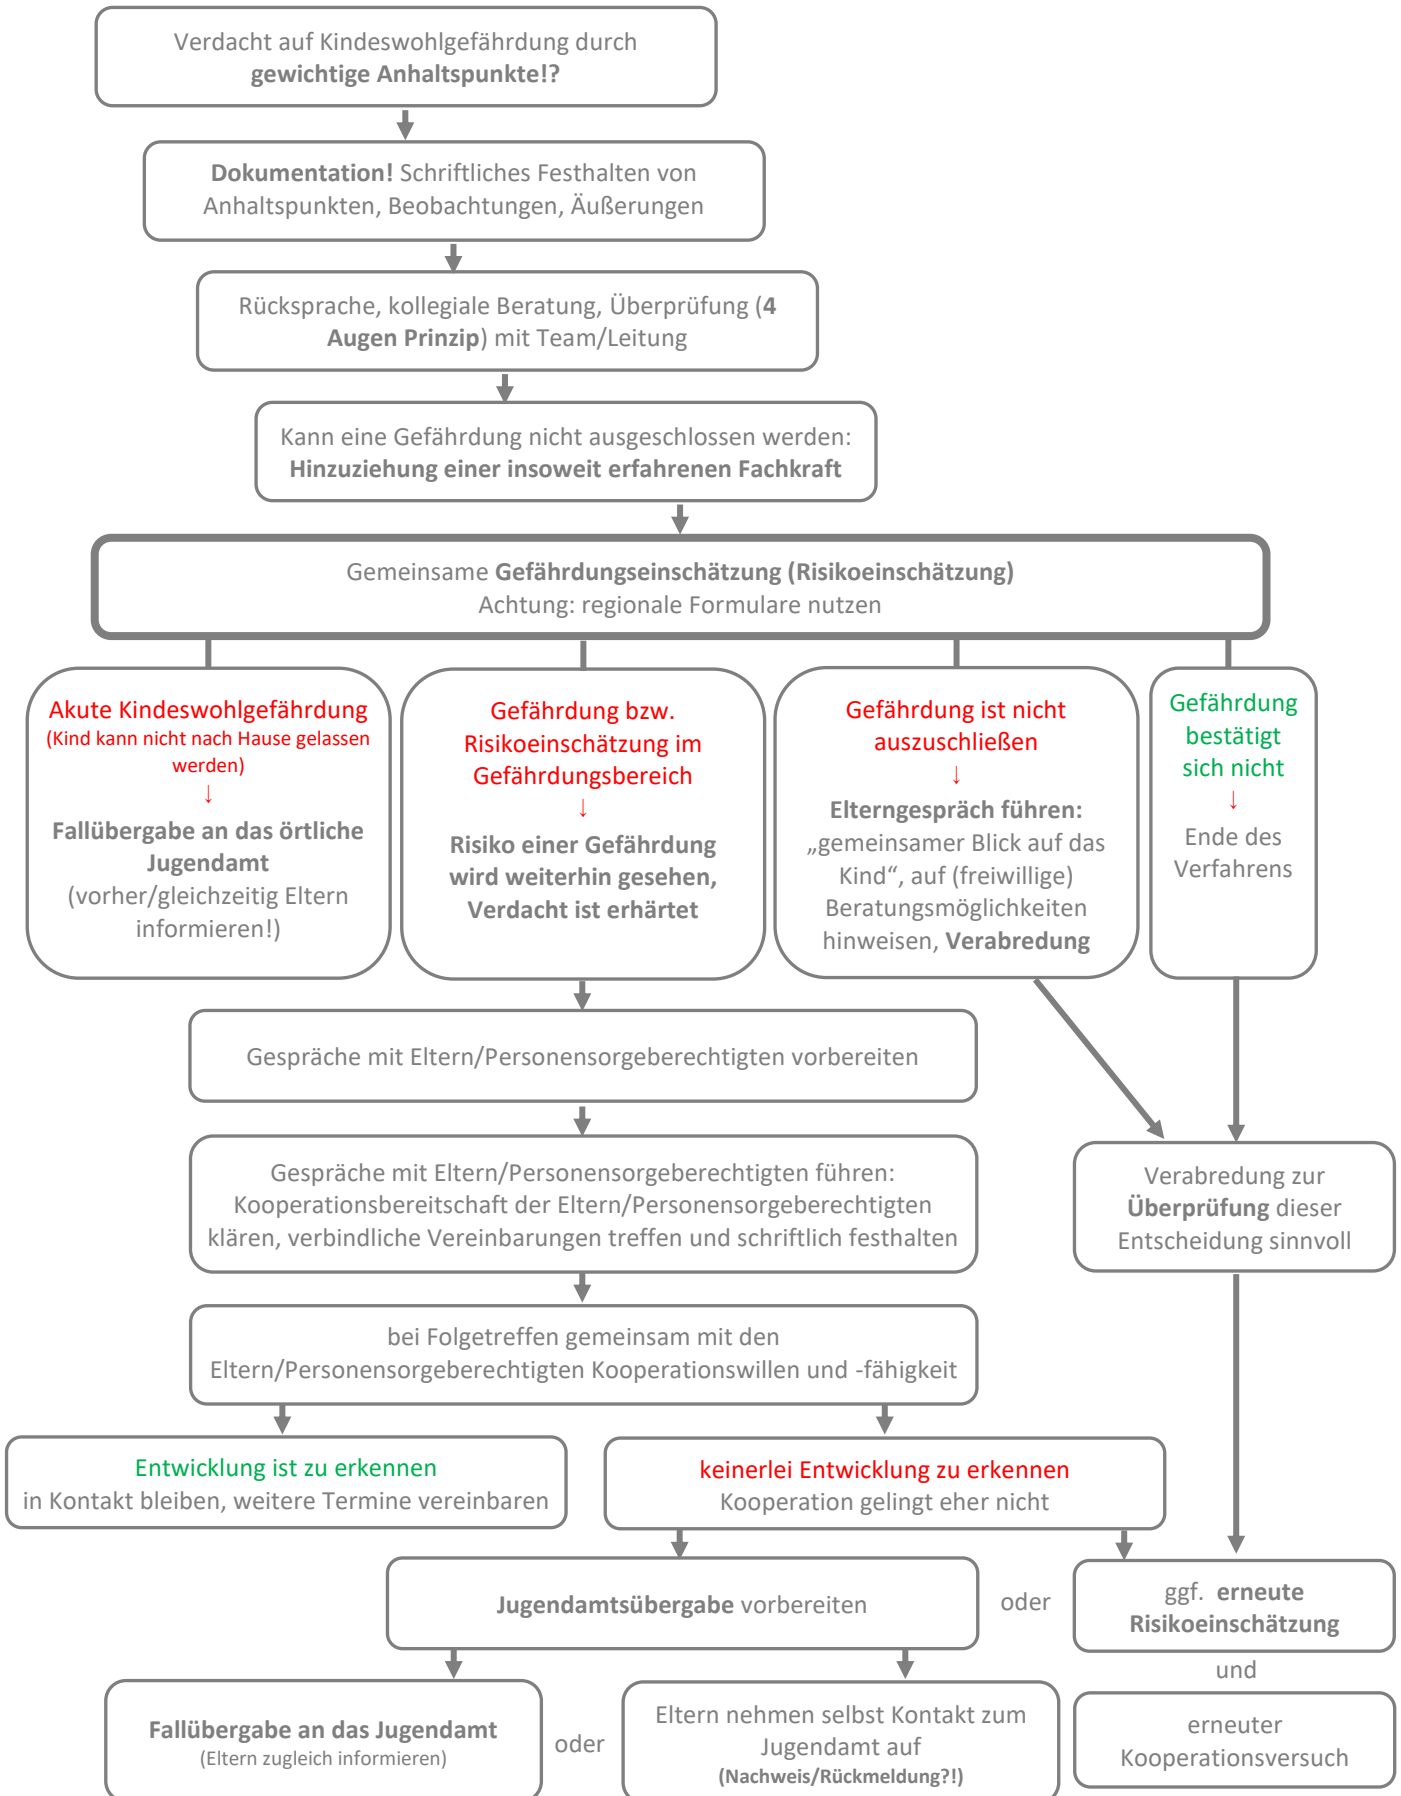 Verdacht auf Kindeswohlgefährdung durch
gewichtige Anhaltspunkte!?
Dokumentation! Schriftliches Festhalten von
Anhaltspunkten, Beobachtungen, Äußerungen
Rücksprache, kollegiale Beratung, Überprüfung (4
Augen Prinzip) mit Team/Leitung
Kann eine Gefährdung nicht ausgeschlossen werden:
Hinzuziehung einer insoweit erfahrenen Fachkraft
Gemeinsame Gefährdungseinschätzung (Risikoeinschätzung)
Achtung: regionale Formulare nutzen
Akute Kindeswohlgefährdung
(Kind kann nicht nach Hause gelassen
werden)
↓
Fallübergabe an das örtliche
Jugendamt
(vorher/gleichzeitig Eltern
informieren!)
Gefährdung bzw.
Risikoeinschätzung im
Gefährdungsbereich
↓
Risiko einer Gefährdung
wird weiterhin gesehen,
Verdacht ist erhärtet
Gefährdung ist nicht
auszuschließen
↓
Elterngespräch führen:
„gemeinsamer Blick auf das
Kind“, auf (freiwillige)
Beratungsmöglichkeiten
hinweisen, Verabredung
Gefährdung
bestätigt
sich nicht
↓
Ende des
Verfahrens
Gespräche mit Eltern/Personensorgeberechtigten vorbereiten
Gespräche mit Eltern/Personensorgeberechtigten führen:
Kooperationsbereitschaft der Eltern/Personensorgeberechtigten
klären, verbindliche Vereinbarungen treffen und schriftlich festhalten
Verabredung zur
Überprüfung dieser
Entscheidung sinnvoll
bei Folgetreffen gemeinsam mit den
Eltern/Personensorgeberechtigten Kooperationswillen und -fähigkeit
Entwicklung ist zu erkennen
in Kontakt bleiben, weitere Termine vereinbaren
keinerlei Entwicklung zu erkennen
Kooperation gelingt eher nicht
Jugendamtsübergabe vorbereiten
oder
ggf. erneute
Risikoeinschätzung
und
erneuter
Kooperationsversuch
Fallübergabe an das Jugendamt
(Eltern zugleich informieren)
oder
Eltern nehmen selbst Kontakt zum
Jugendamt auf
(Nachweis/Rückmeldung?!)